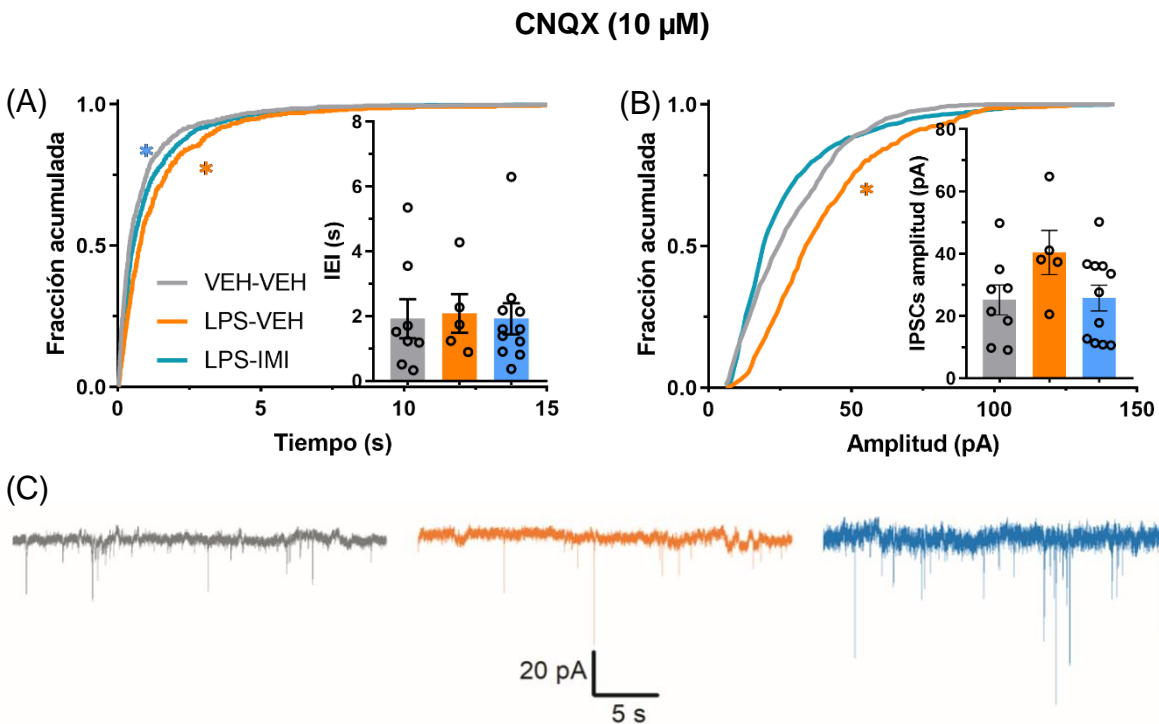 CNQX (10 µM)
(A)
Fracción acumulada
1.0
0.5
0.0
0
5
10
15
Tiempo (s)
*
*
VEH-VEH
LPS-VEH
LPS-IMI
IEI (s)
8
6
4
2
0
(B)
Fracción acumulada
1.0
0.5
0.0
0
50
100
150
Amplitud (pA)
*
IPSCs amplitud (pA)
80
60
40
20
0
(C)
20 pA
5 s